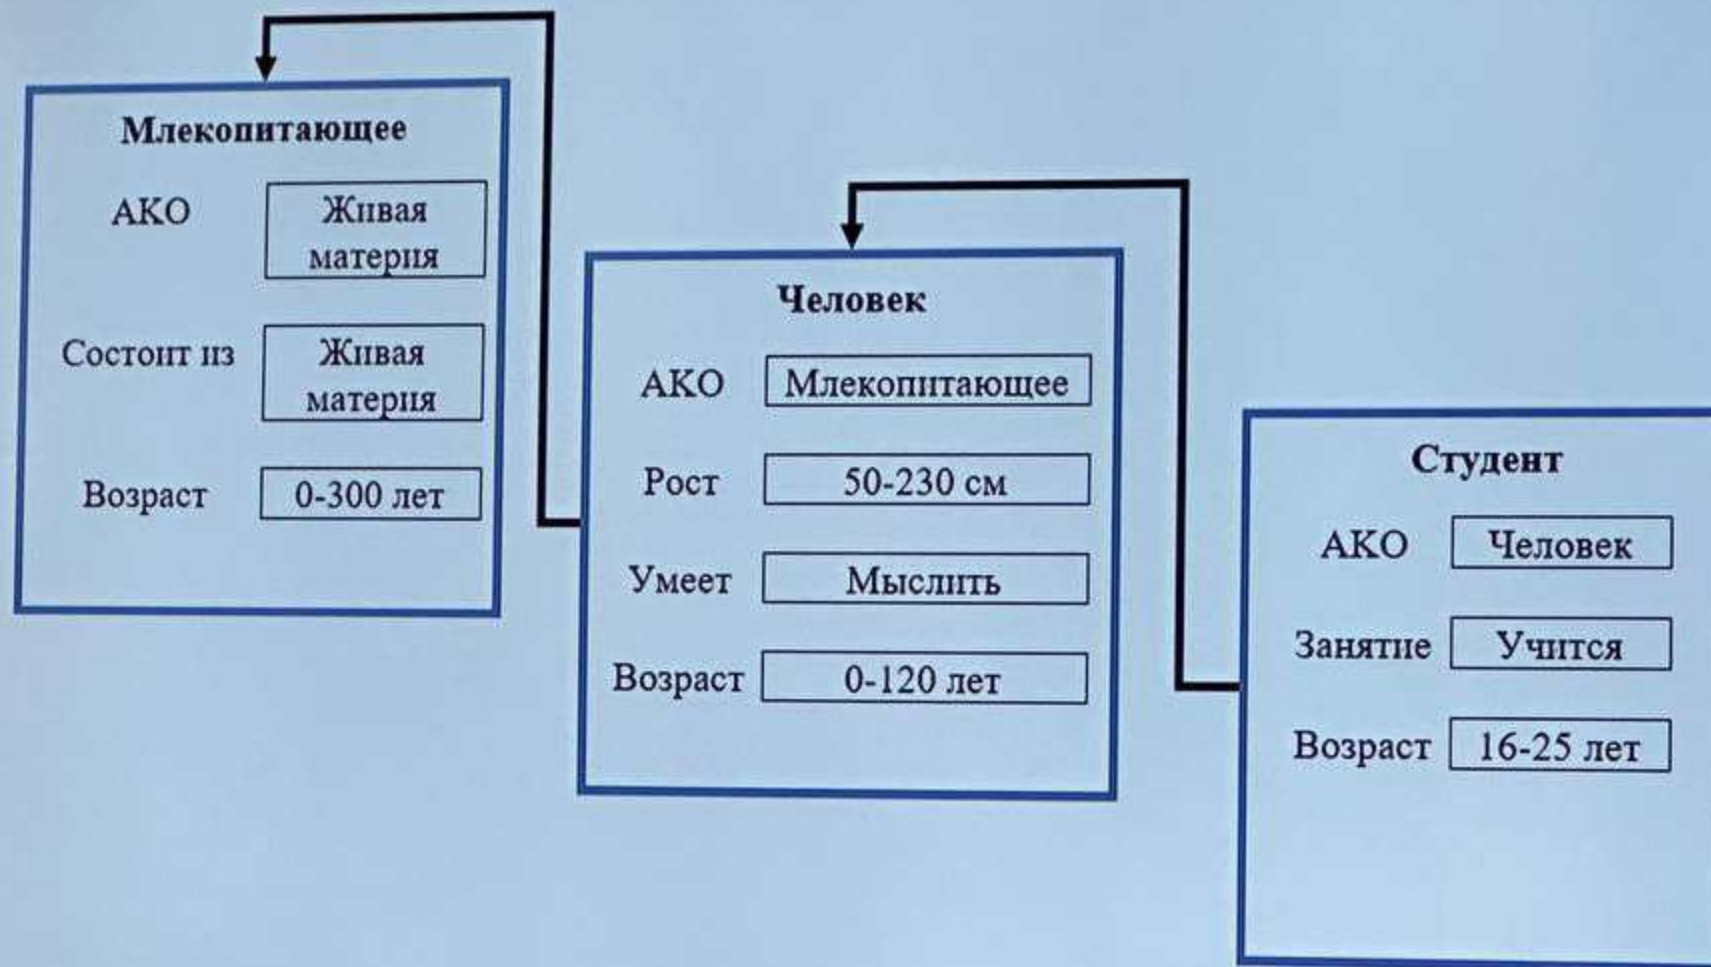 Млекопитающее
АКО
Живая
материя
Состоит из
Живая
материя
Возраст
0-300 лет
Человек
АКО
Млекопитающее
Рост
50-230 см
Умеет
Мыслить
Возраст
0-120 лет
Студент
АКО
Человек
Занятие
Учится
Возраст
16-25 лет